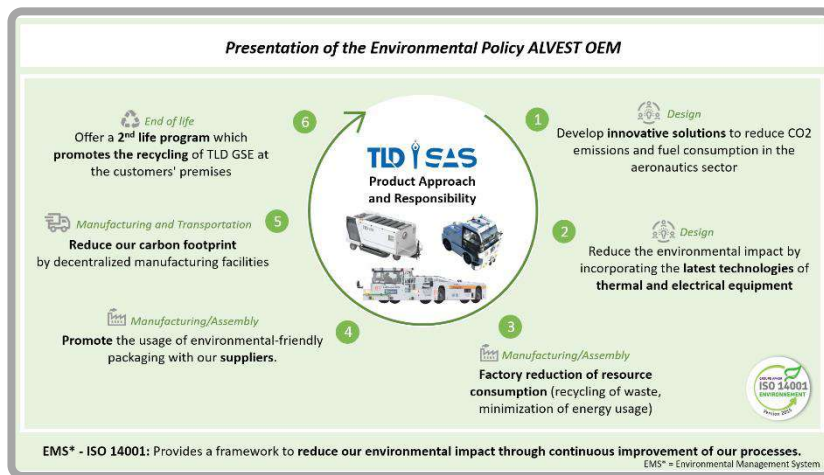 Presentation of the Environmental Policy ALVEST OEM
1
Design
Develop innovative solutions to reduce CO2
emissions and fuel consumption in the
aeronautics sector
2
Design
Reduce the environmental impact by
incorporating the latest technologies of
thermal and electrical equipment
3
Manufacturing/Assembly
Factory reduction of resource
consumption (recycling of waste,
minimization of energy usage)
4
Manufacturing/Assembly
Promote the usage of environmental-friendly
packaging with our suppliers.
5
Manufacturing and Transportation
Reduce our carbon footprint
by decentralized manufacturing facilities
6
End of life
Offer a 2nd life program which
promotes the recycling of TLD GSE at
the customers' premises
TLD SAS
Product Approach
and Responsibility
ISO 14001
ENVIRONNEMENT
EMS* - ISO 14001: Provides a framework to reduce our environmental impact through continuous improvement of our processes.
EMS* = Environmental Management System